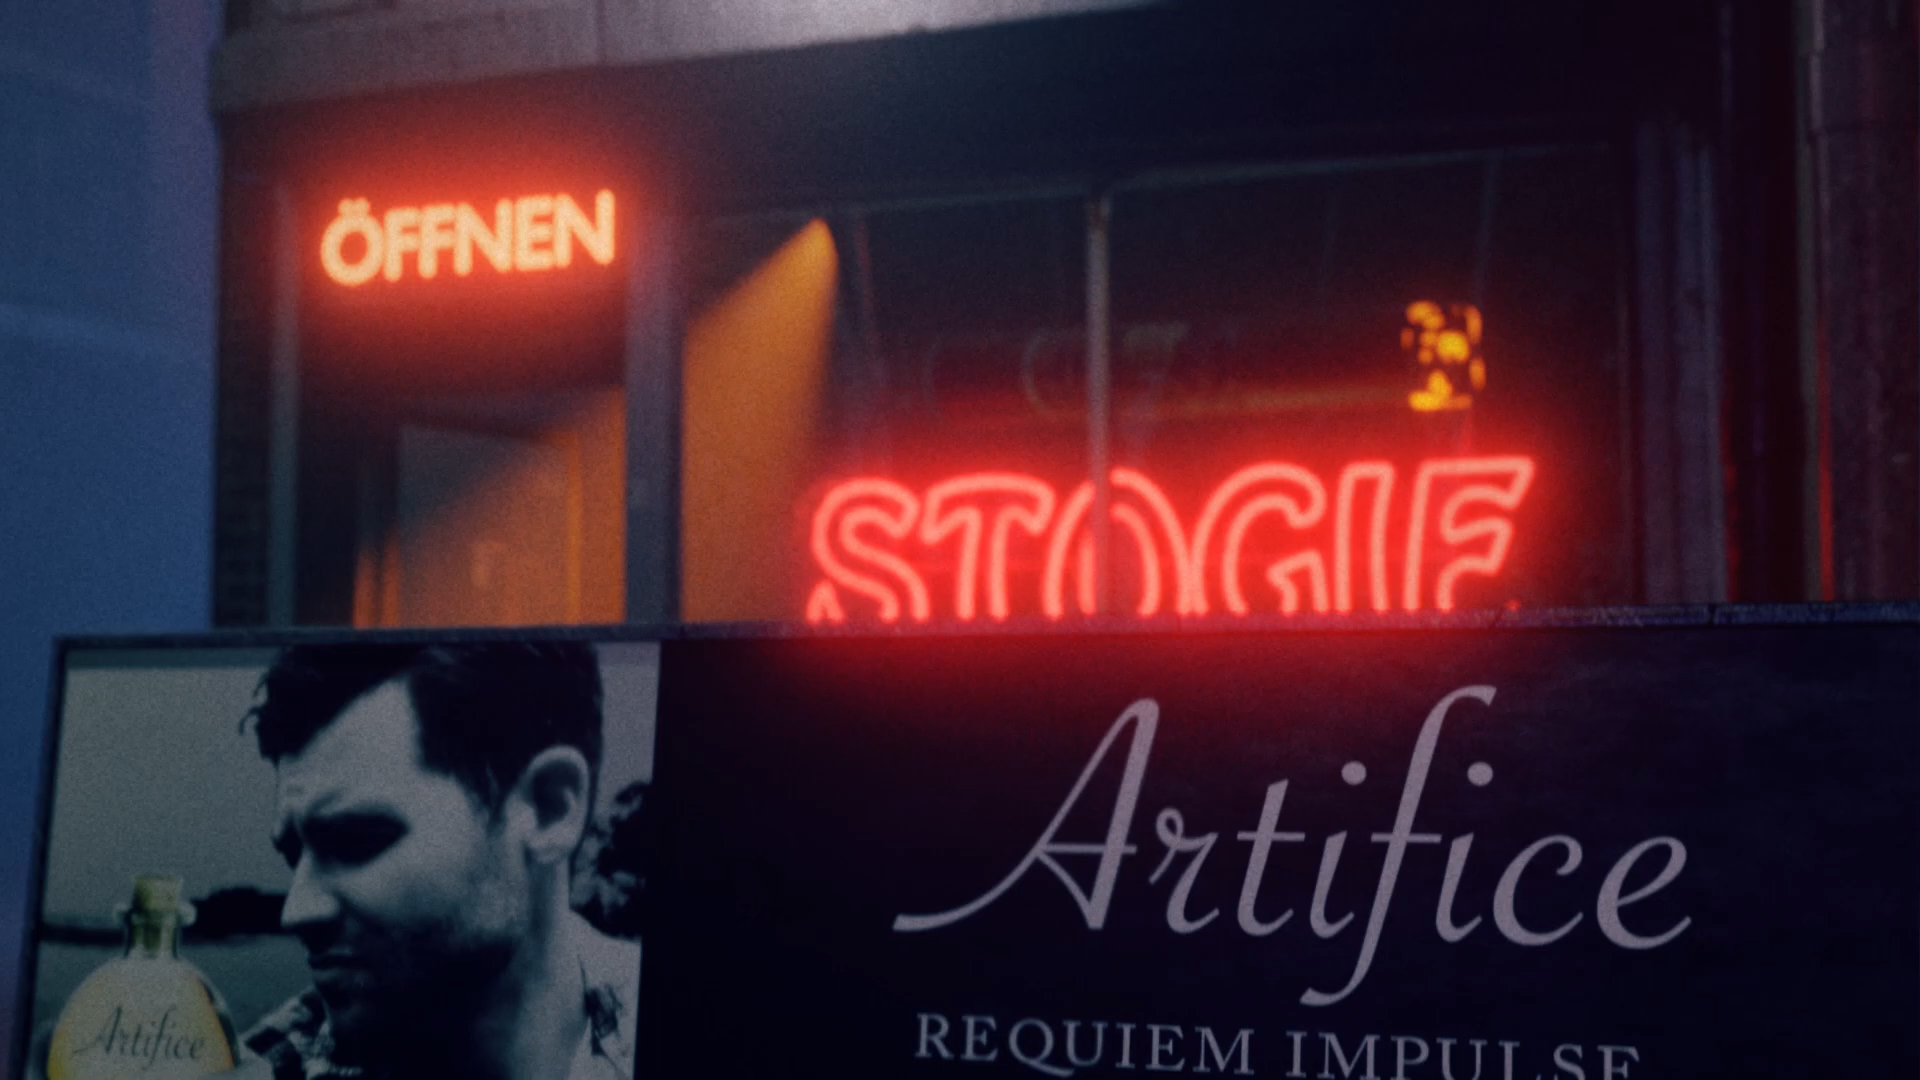 ÖFFNEN
STOGIE
Artifice
Artifice
REQUIEM IMPULSE